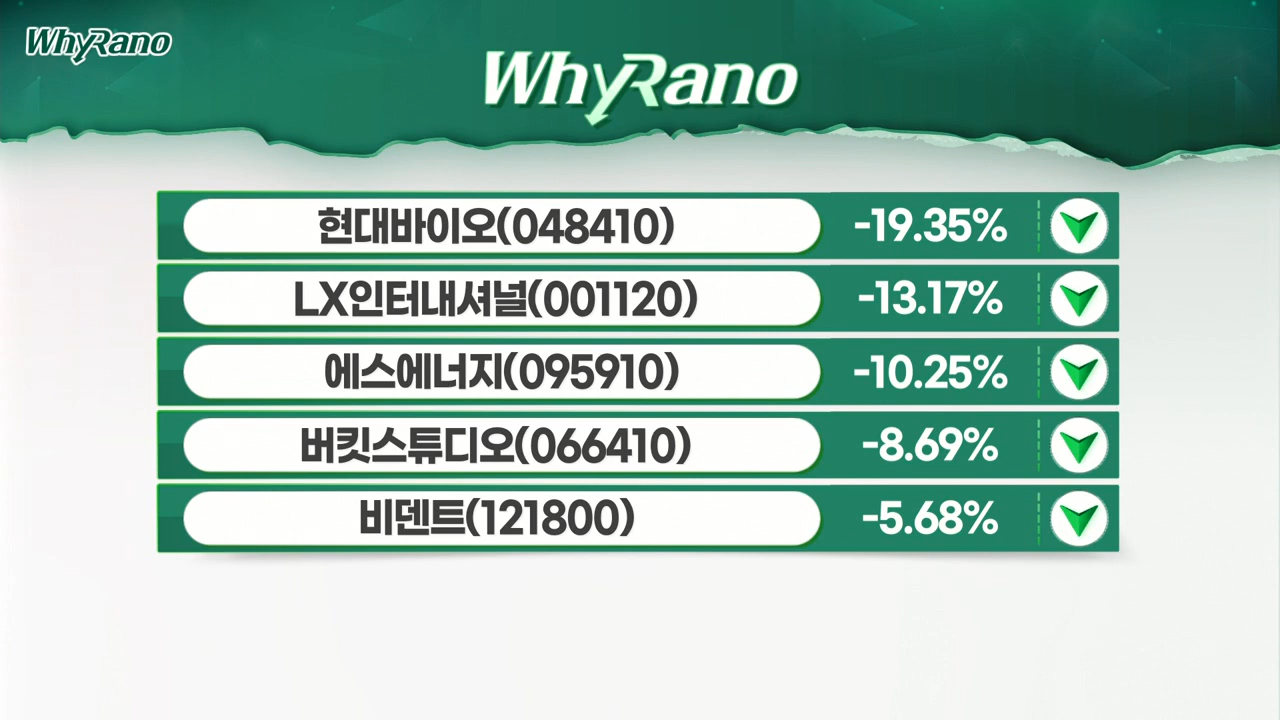 WhyRano
WhyRano
현대바이오(048410) -19.35%
LX인터내셔널(001120) -13.17%
에스에너지(095910) -10.25%
버킷스튜디오(066410) -8.69%
비덴트(121800) -5.68%